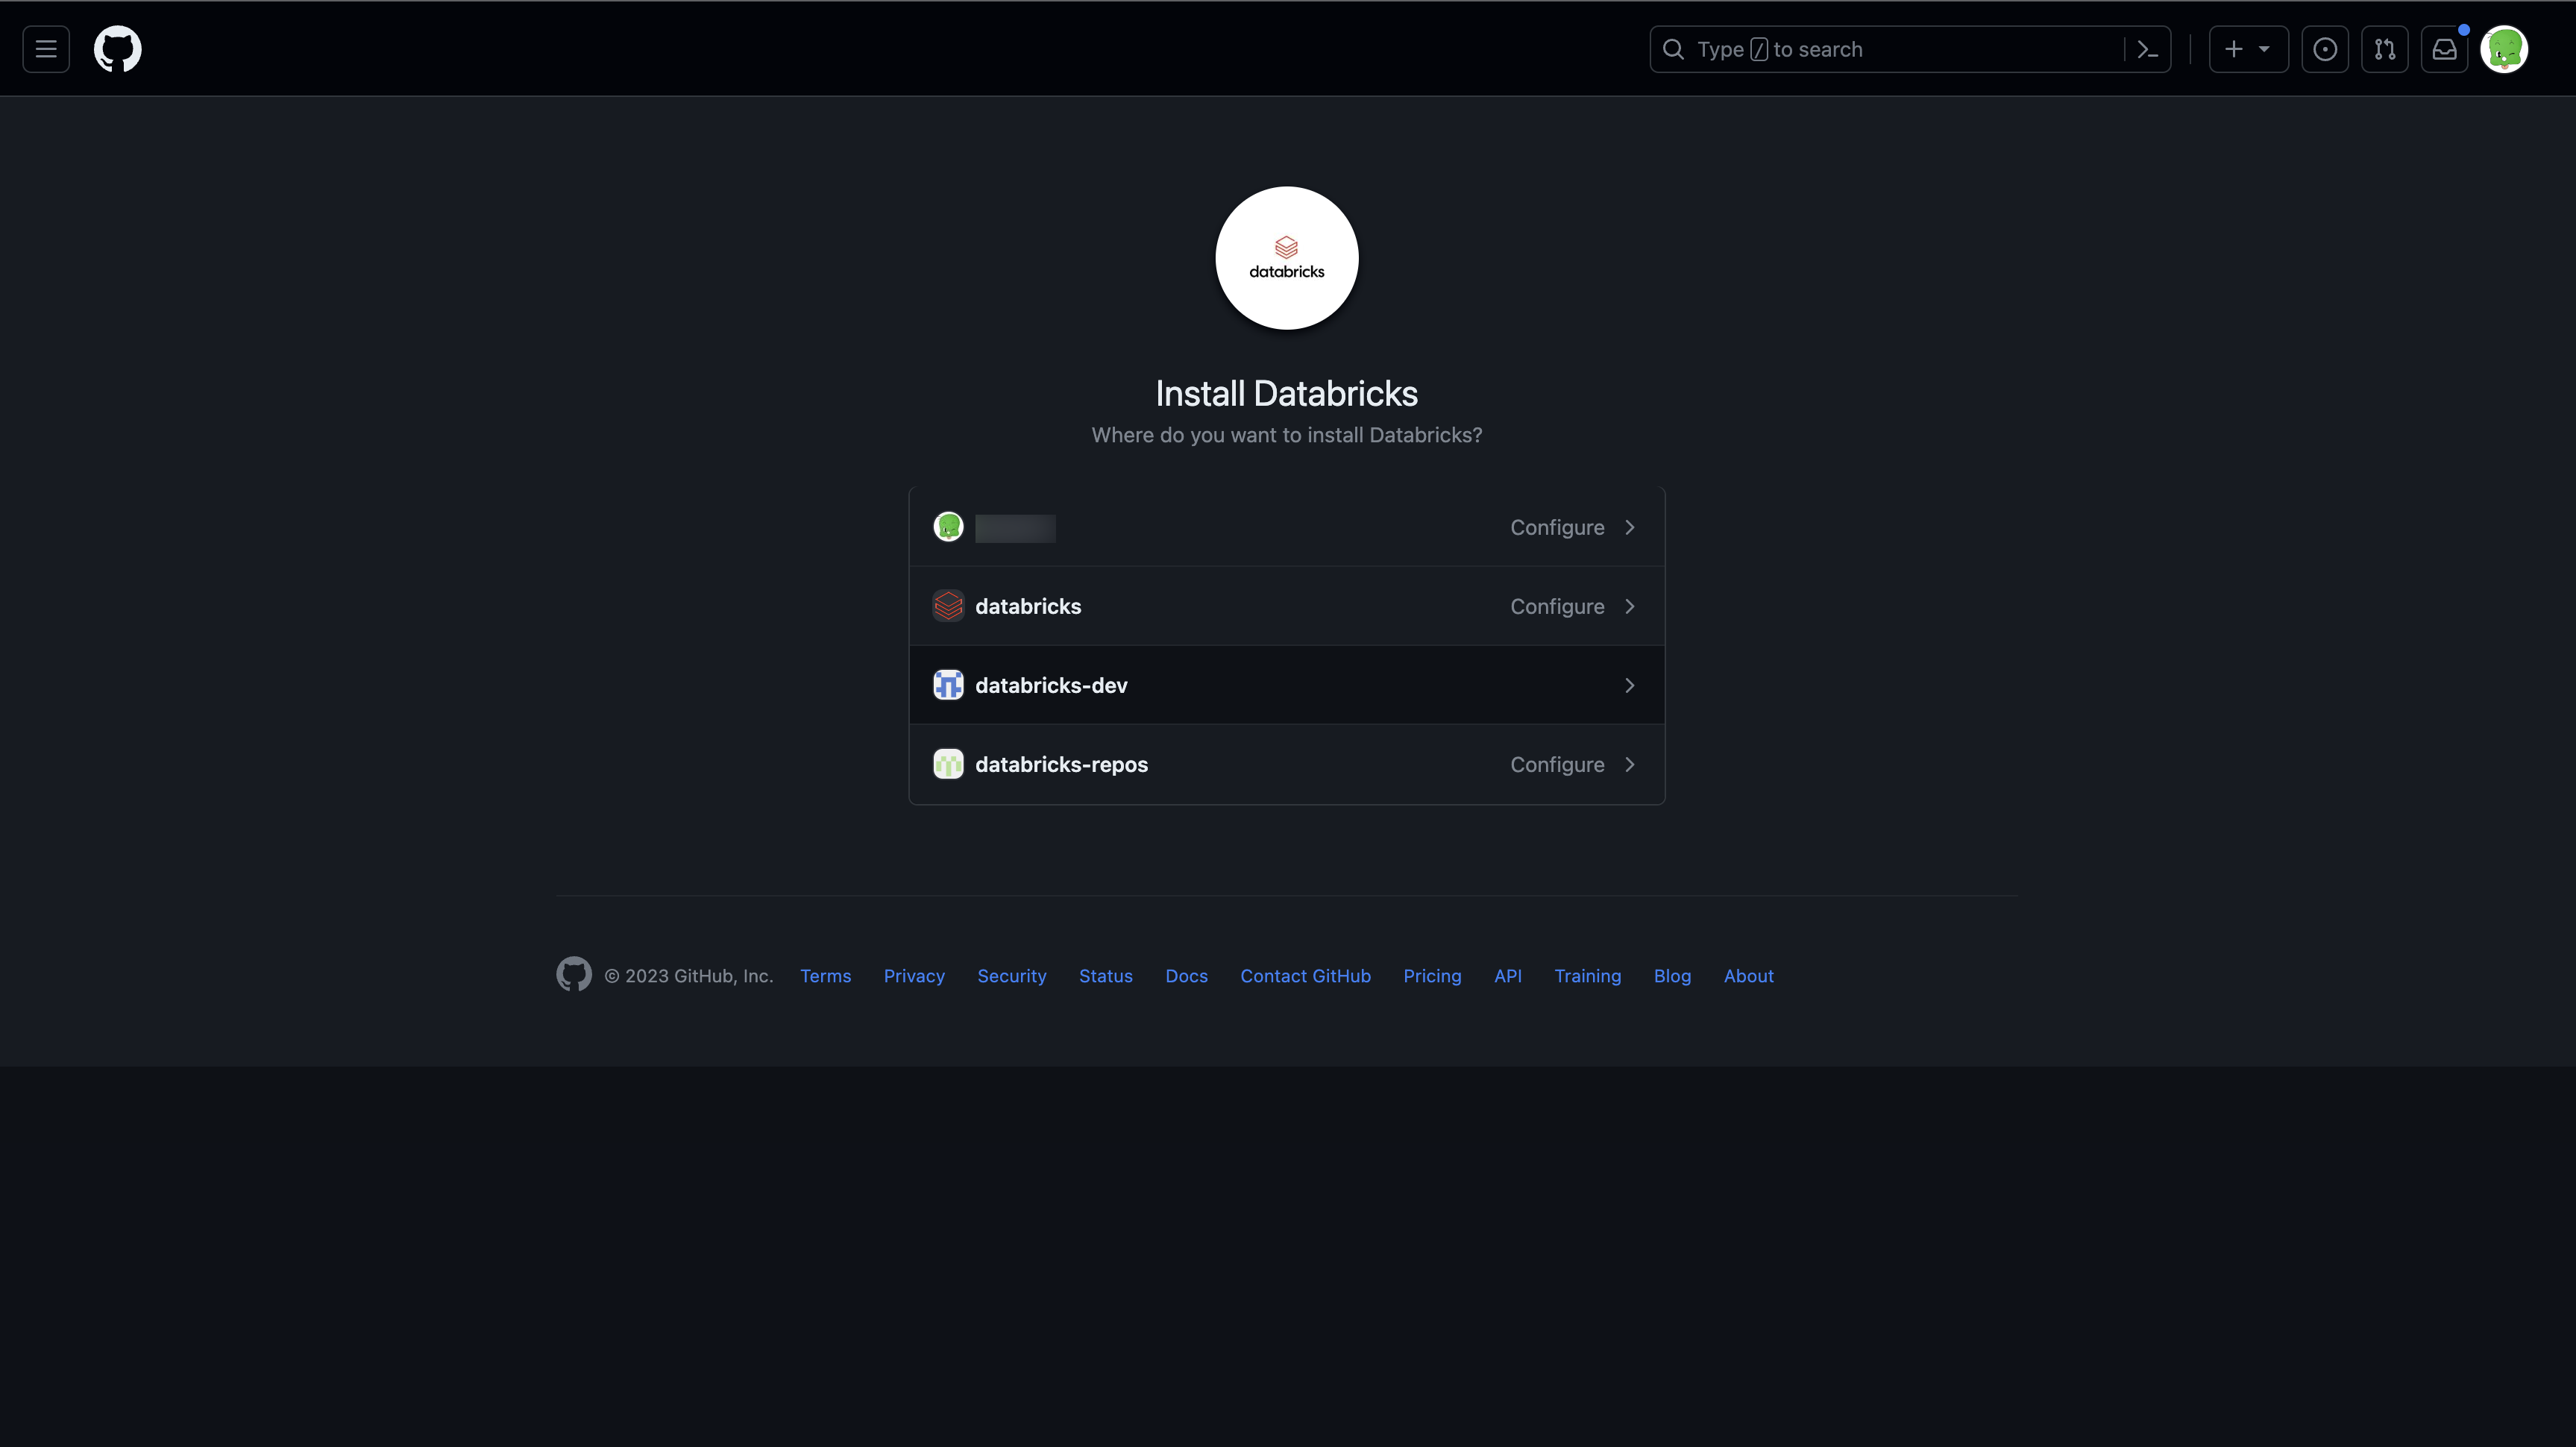 Type / to search
databricks
Install Databricks
Where do you want to install Databricks?
Configure
databricks Configure
databricks-dev
databricks-repos Configure
© 2023 GitHub, Inc. Terms Privacy Security Status Docs Contact GitHub Pricing API Training Blog About